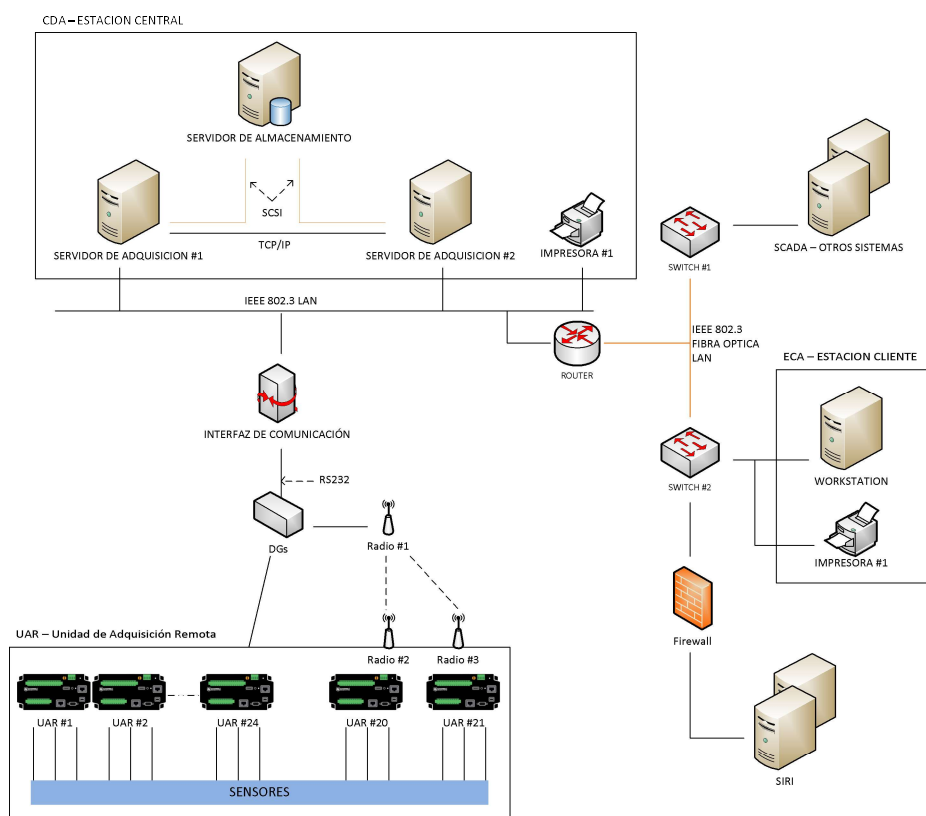 CDA – ESTACION CENTRAL
SERVIDOR DE ALMACENAMIENTO
SCSI
TCP/IP
SERVIDOR DE ADQUISICION #1
SERVIDOR DE ADQUISICION #2
IMPRESORA #1
SWITCH #1
SCADA – OTROS SISTEMAS
IEEE 802.3 LAN
IEEE 802.3
FIBRA OPTICA
LAN
ROUTER
ECA – ESTACION CLIENTE
INTERFAZ DE COMUNICACIÓN
WORKSTATION
SWITCH #2
RS232
DGs
Radio #1
IMPRESORA #1
UAR – Unidad de Adquisición Remota
Firewall
Radio #2
Radio #3
UAR #1
UAR #2
UAR #24
UAR #20
UAR #21
SENSORES
SIRI